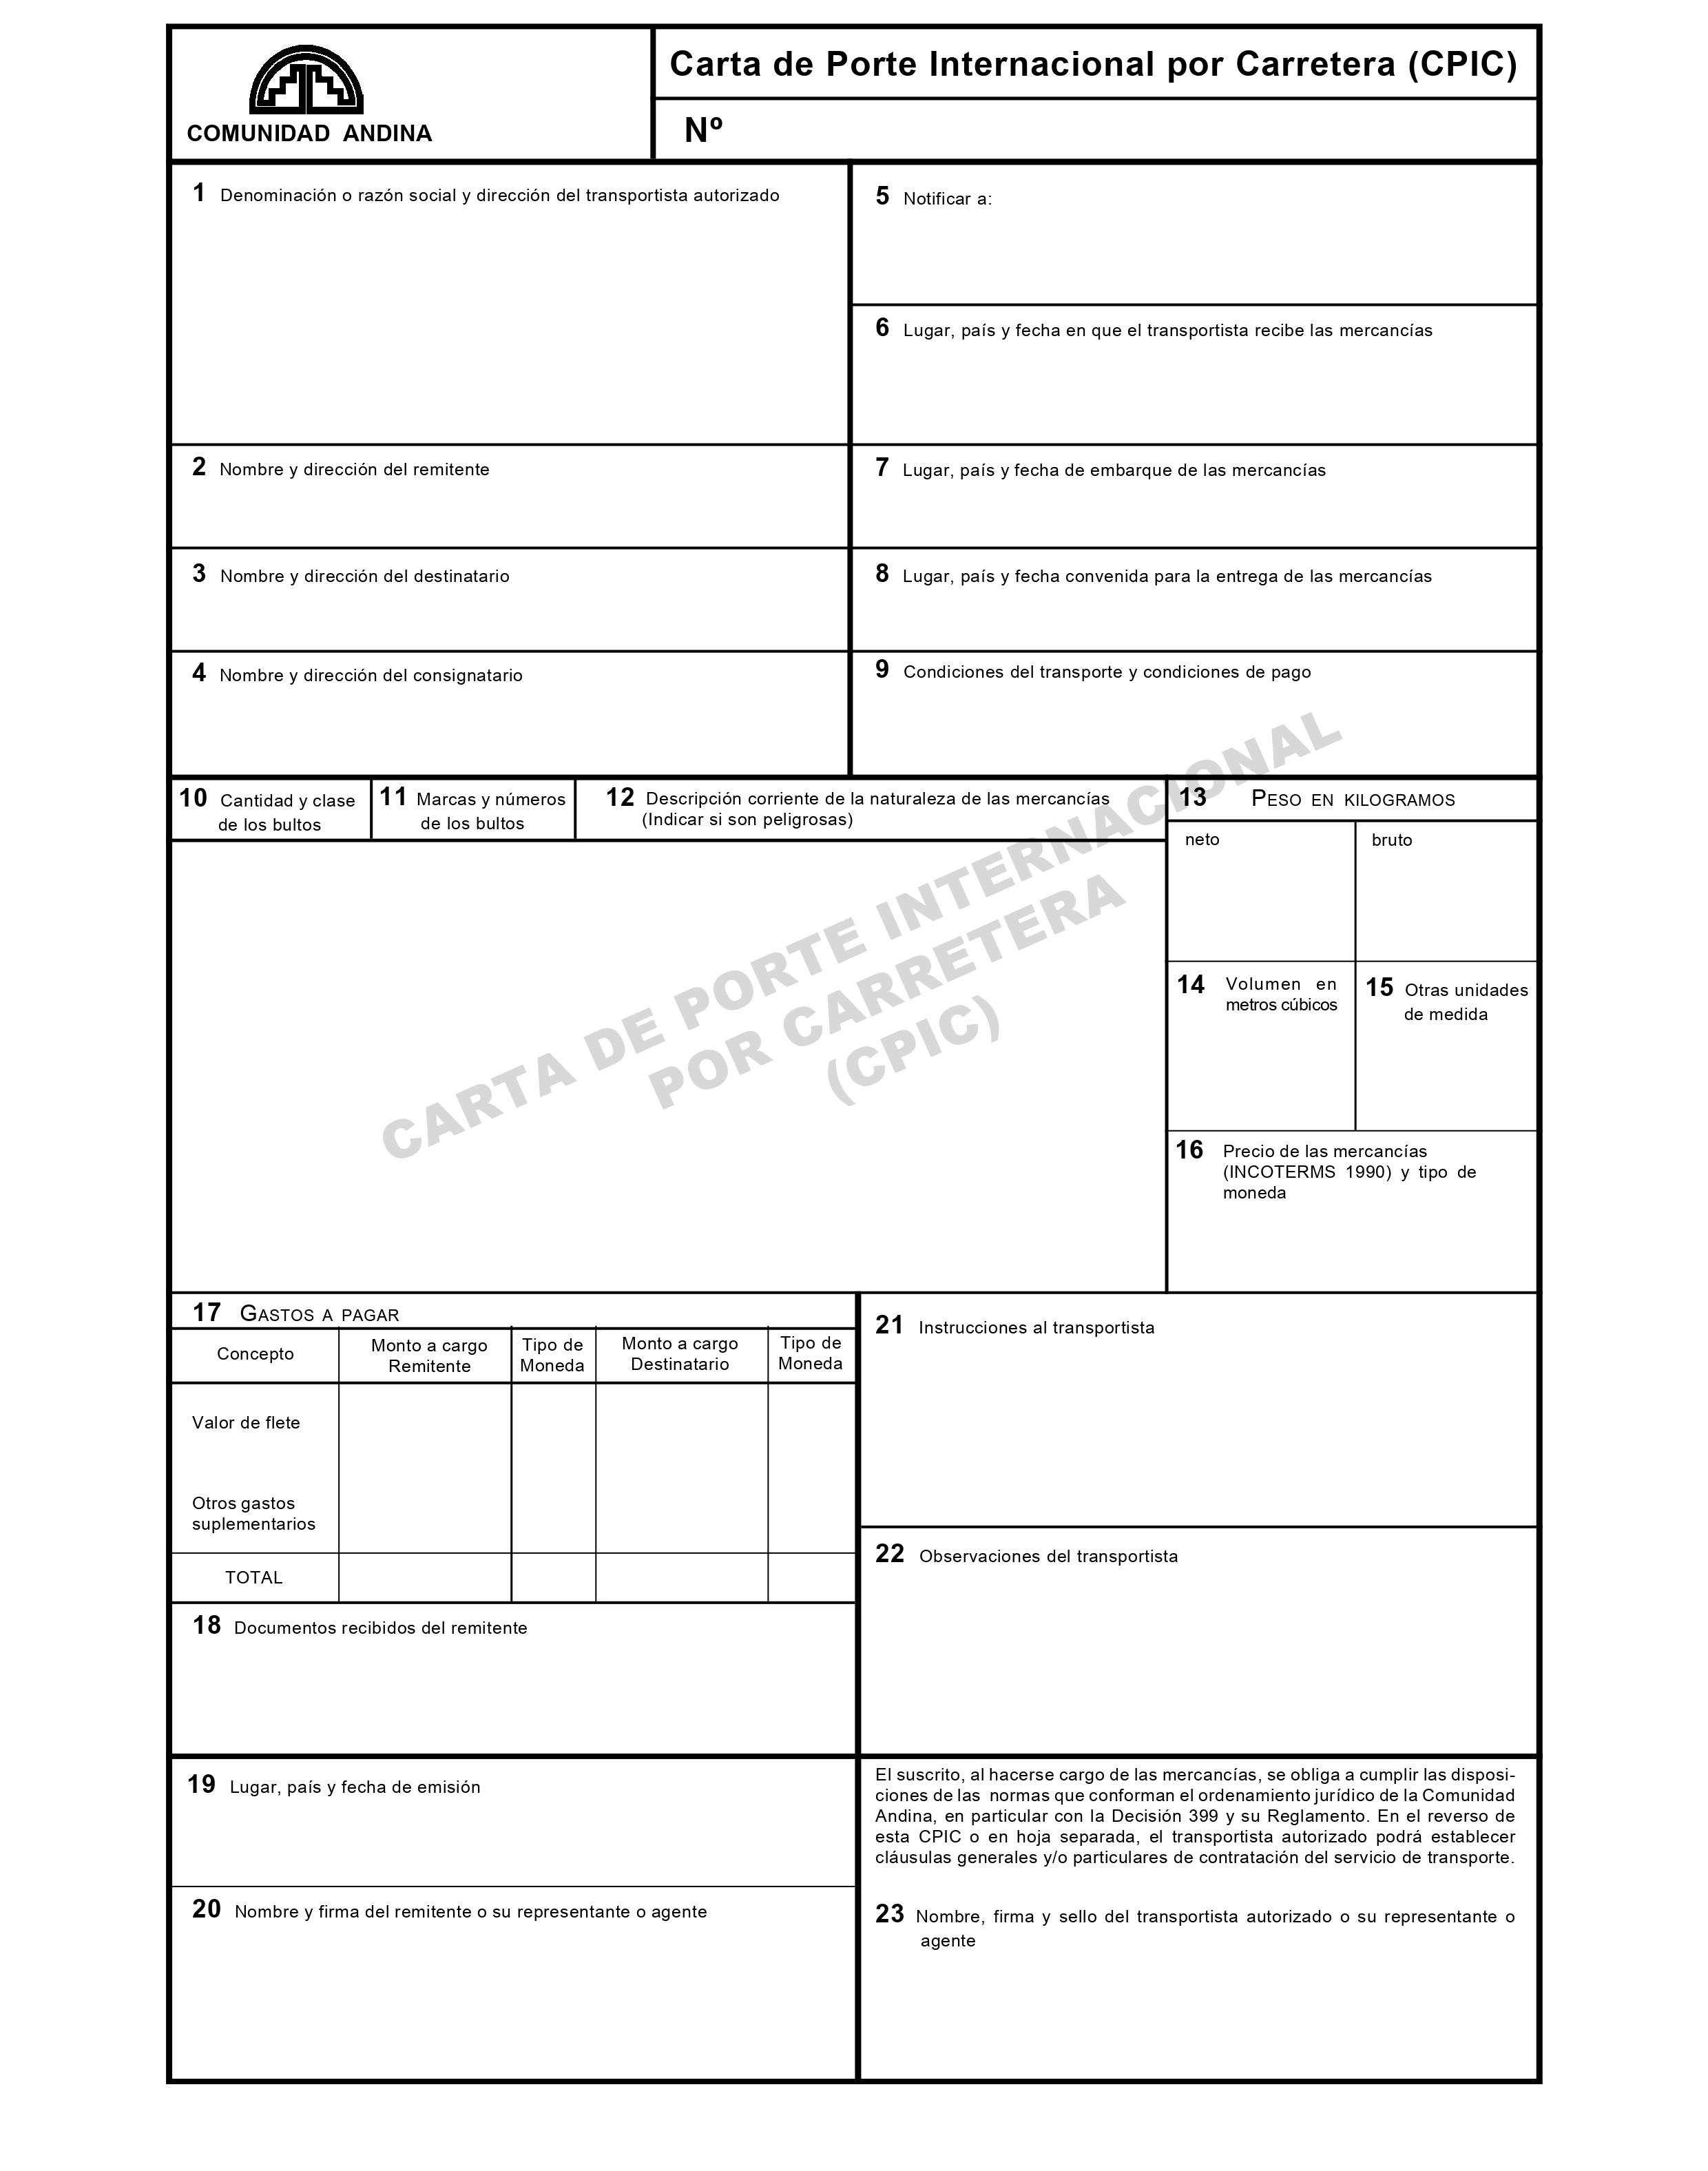 COMUNIDAD ANDINA
Carta de Porte Internacional por Carretera (CPIC)
Nº
1 Denominación o razón social y dirección del transportista autorizado
5 Notificar a:
6 Lugar, país y fecha en que el transportista recibe las mercancías
2 Nombre y dirección del remitente
7 Lugar, país y fecha de embarque de las mercancías
3 Nombre y dirección del destinatario
8 Lugar, país y fecha convenida para la entrega de las mercancías
4 Nombre y dirección del consignatario
9 Condiciones del transporte y condiciones de pago
10 Cantidad y clase
de los bultos
11 Marcas y números
de los bultos
12 Descripción corriente de la naturaleza de las mercancías
(Indicar si son peligrosas)
13 PESO EN KILOGRAMOS
neto
bruto
CARTA DE PORTE INTERNACIONAL
POR CARRETERA
(CPIC)
14 Volumen en
metros cúbicos
15 Otras unidades
de medida
16 Precio de las mercancías
(INCOTERMS 1990) y tipo de
moneda
17 GASTOS A PAGAR
Concepto
Monto a cargo
Remitente
Tipo de
Moneda
Monto a cargo
Destinatario
Tipo de
Moneda
Valor de flete
Otros gastos
suplementarios
TOTAL
21 Instrucciones al transportista
22 Observaciones del transportista
18 Documentos recibidos del remitente
19 Lugar, país y fecha de emisión
El suscrito, al hacerse cargo de las mercancías, se obliga a cumplir las disposi-
ciones de las normas que conforman el ordenamiento jurídico de la Comunidad
Andina, en particular con la Decisión 399 y su Reglamento. En el reverso de
esta CPIC o en hoja separada, el transportista autorizado podrá establecer
cláusulas generales y/o particulares de contratación del servicio de transporte.
20 Nombre y firma del remitente o su representante o agente
23 Nombre, firma y sello del transportista autorizado o su representante o
agente